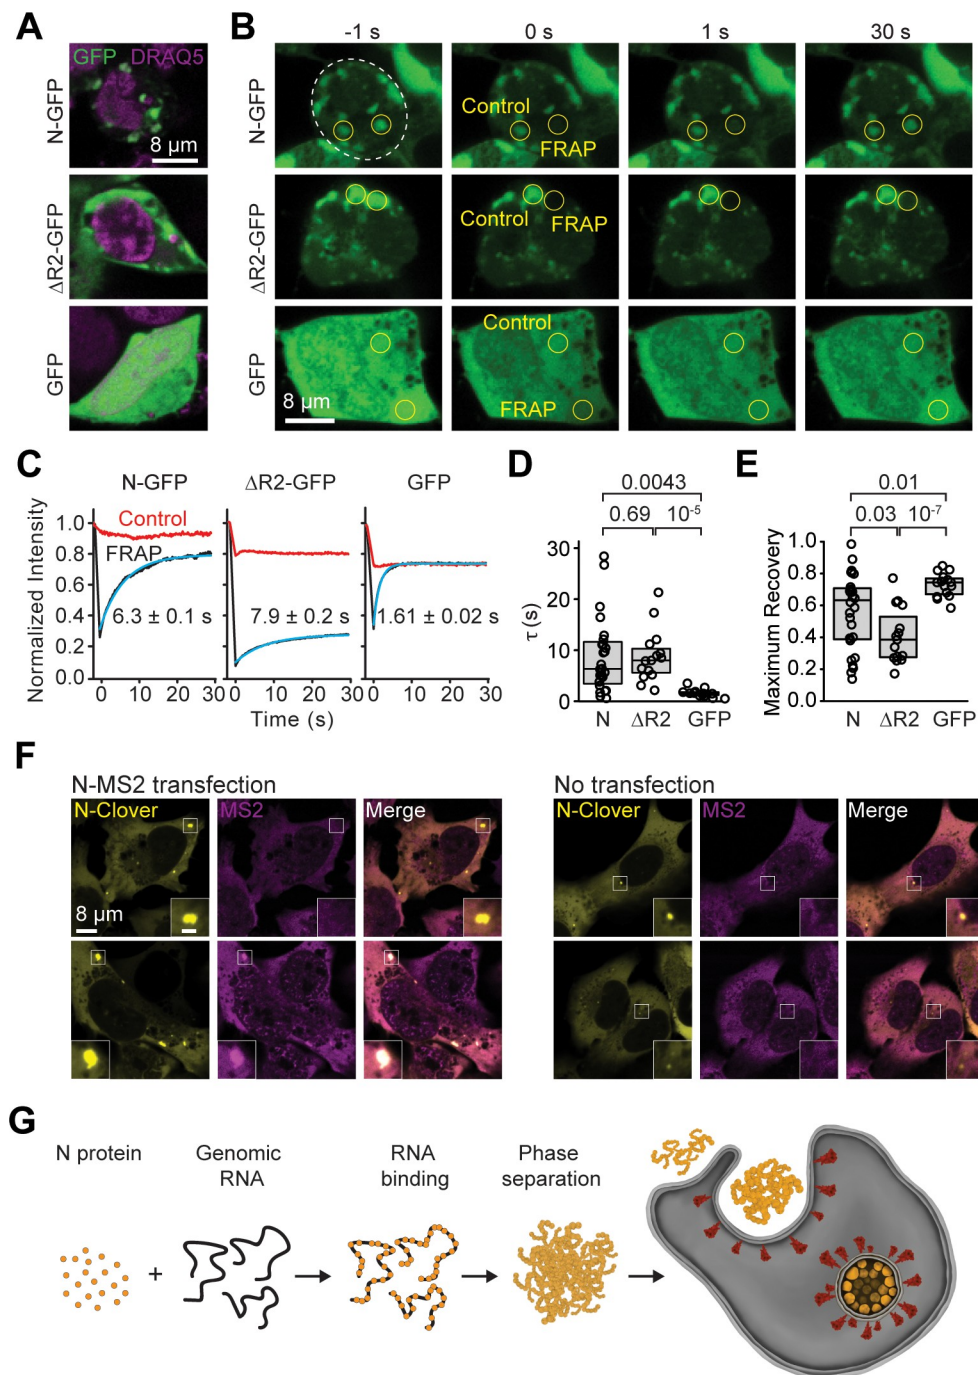 A
GFP DRAQ5
N-GFP
8 µm
ΔR2-GFP
GFP
B
-1 s 0 s 1 s 30 s
N-GFP
Control
FRAP
ΔR2-GFP
Control
FRAP
GFP
Control
FRAP
8 µm
C
N-GFP ΔR2-GFP GFP
Normalized Intensity
1.0
0.8
0.6
0.4
0.2
0.0
Control
FRAP
6.3 ± 0.1 s
7.9 ± 0.2 s
1.61 ± 0.02 s
0 10 20 30 0 10 20 30 0 10 20 30
Time (s)
D
0.0043
0.69 10-5
τ (s)
30
20
10
0
N ΔR2 GFP
E
0.01
0.03 10-7
Maximum Recovery
1.0
0.8
0.6
0.4
0.2
0.0
N ΔR2 GFP
F
N-MS2 transfection
N-Clover MS2 Merge
8 µm
No transfection
N-Clover MS2 Merge
G
N protein
Genomic
RNA
RNA
binding
Phase
separation
+